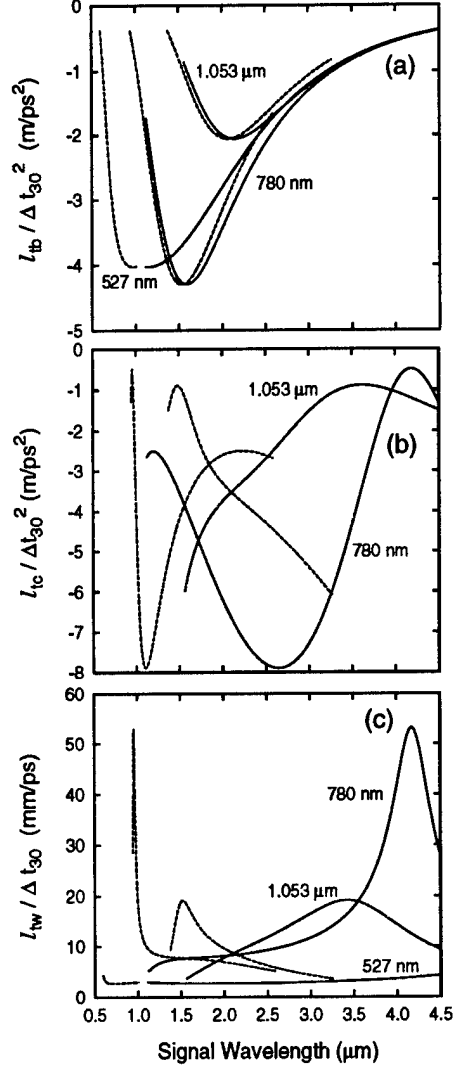 0
-1
-2
-3
-4
-5
l_tb / Δ t_30^2 (m/ps^2)
(a)
1.053 μm
780 nm
527 nm
0
-1
-2
-3
-4
-5
-6
-7
-8
l_tc / Δt_30^2 (m/ps^2)
1.053 μm
(b)
780 nm
60
50
40
30
20
10
0
l_tw / Δ t_30 (mm/ps)
(c)
780 nm
1.053 μm
527 nm
0.5 1.0 1.5 2.0 2.5 3.0 3.5 4.0 4.5
Signal Wavelength (μm)